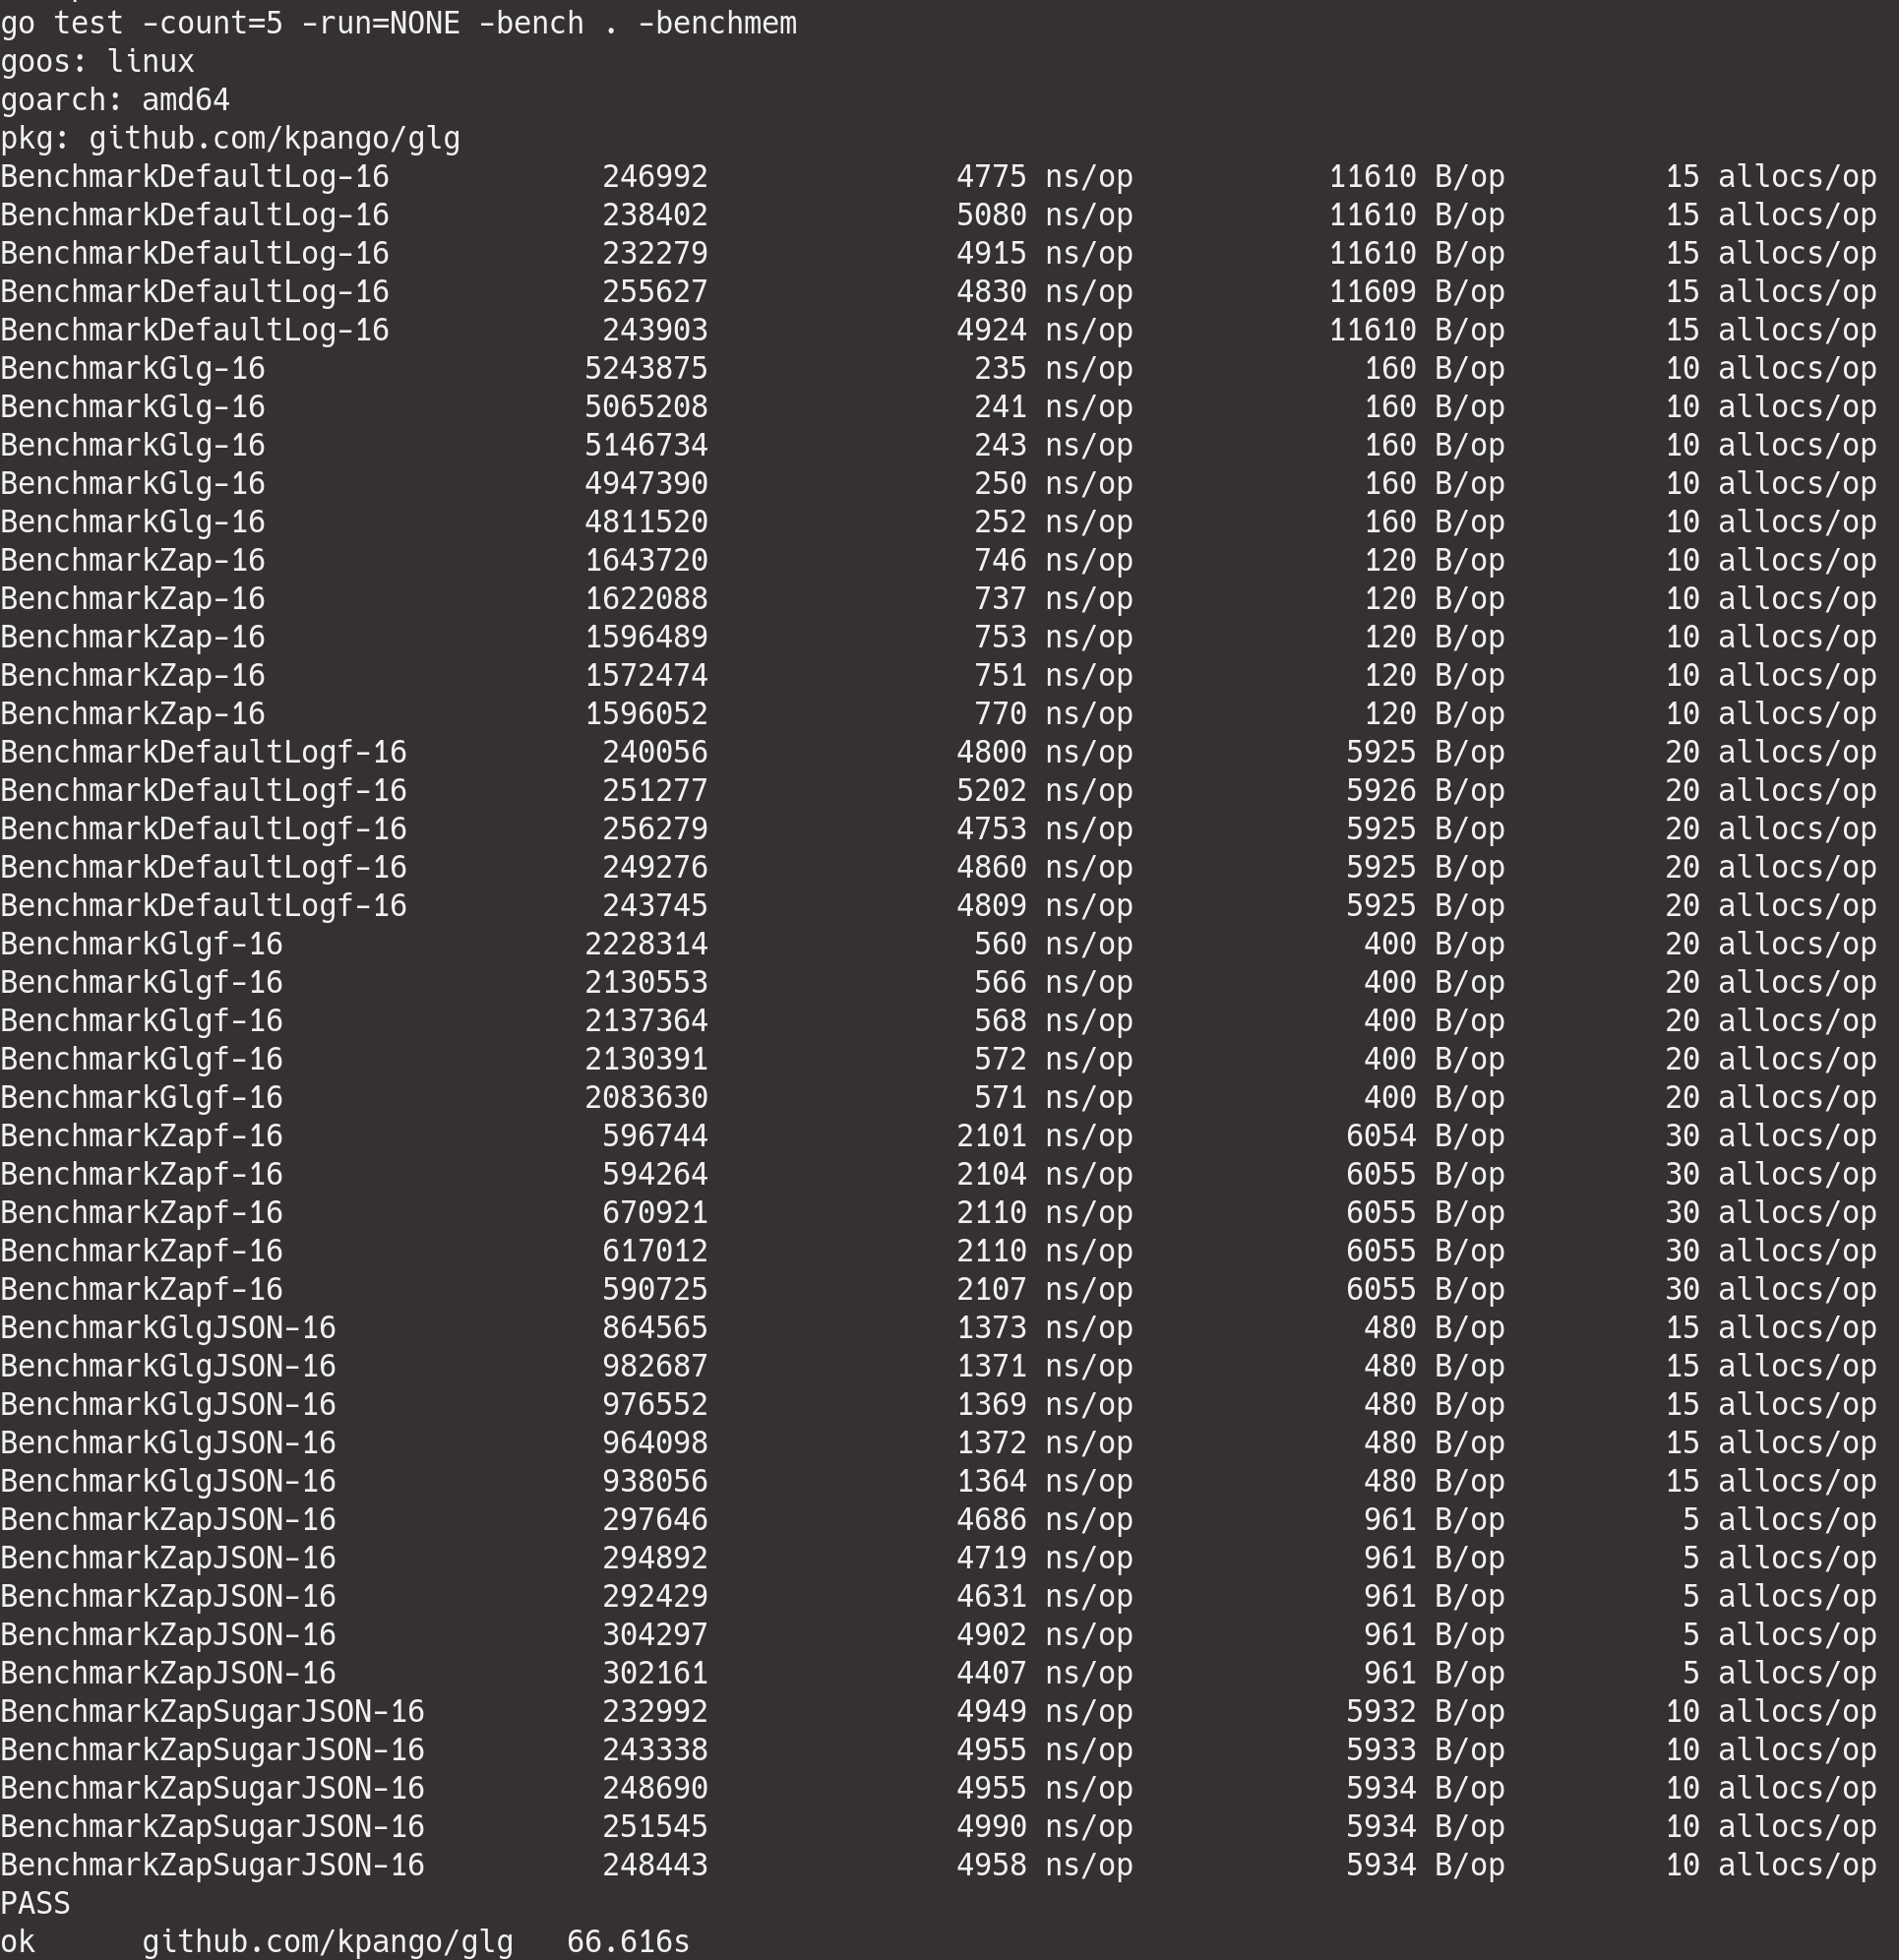 go test -count=5 -run=NONE -bench . -benchmem
goos: linux
goarch: amd64
pkg: github.com/kpango/glg
BenchmarkDefaultLog-16 246992 4775 ns/op 11610 B/op 15 allocs/op
BenchmarkDefaultLog-16 238402 5080 ns/op 11610 B/op 15 allocs/op
BenchmarkDefaultLog-16 232279 4915 ns/op 11610 B/op 15 allocs/op
BenchmarkDefaultLog-16 255627 4830 ns/op 11609 B/op 15 allocs/op
BenchmarkDefaultLog-16 243903 4924 ns/op 11610 B/op 15 allocs/op
BenchmarkGlg-16 5243875 235 ns/op 160 B/op 10 allocs/op
BenchmarkGlg-16 5065208 241 ns/op 160 B/op 10 allocs/op
BenchmarkGlg-16 5146734 243 ns/op 160 B/op 10 allocs/op
BenchmarkGlg-16 4947390 250 ns/op 160 B/op 10 allocs/op
BenchmarkGlg-16 4811520 252 ns/op 160 B/op 10 allocs/op
BenchmarkZap-16 1643720 746 ns/op 120 B/op 10 allocs/op
BenchmarkZap-16 1622088 737 ns/op 120 B/op 10 allocs/op
BenchmarkZap-16 1596489 753 ns/op 120 B/op 10 allocs/op
BenchmarkZap-16 1572474 751 ns/op 120 B/op 10 allocs/op
BenchmarkZap-16 1596052 770 ns/op 120 B/op 10 allocs/op
BenchmarkDefaultLogf-16 240056 4800 ns/op 5925 B/op 20 allocs/op
BenchmarkDefaultLogf-16 251277 5202 ns/op 5926 B/op 20 allocs/op
BenchmarkDefaultLogf-16 256279 4753 ns/op 5925 B/op 20 allocs/op
BenchmarkDefaultLogf-16 249276 4860 ns/op 5925 B/op 20 allocs/op
BenchmarkDefaultLogf-16 243745 4809 ns/op 5925 B/op 20 allocs/op
BenchmarkGlgf-16 2228314 560 ns/op 400 B/op 20 allocs/op
BenchmarkGlgf-16 2130553 566 ns/op 400 B/op 20 allocs/op
BenchmarkGlgf-16 2137364 568 ns/op 400 B/op 20 allocs/op
BenchmarkGlgf-16 2130391 572 ns/op 400 B/op 20 allocs/op
BenchmarkGlgf-16 2083630 571 ns/op 400 B/op 20 allocs/op
BenchmarkZapf-16 596744 2101 ns/op 6054 B/op 30 allocs/op
BenchmarkZapf-16 594264 2104 ns/op 6055 B/op 30 allocs/op
BenchmarkZapf-16 670921 2110 ns/op 6055 B/op 30 allocs/op
BenchmarkZapf-16 617012 2110 ns/op 6055 B/op 30 allocs/op
BenchmarkZapf-16 590725 2107 ns/op 6055 B/op 30 allocs/op
BenchmarkGlgJSON-16 864565 1373 ns/op 480 B/op 15 allocs/op
BenchmarkGlgJSON-16 982687 1371 ns/op 480 B/op 15 allocs/op
BenchmarkGlgJSON-16 976552 1369 ns/op 480 B/op 15 allocs/op
BenchmarkGlgJSON-16 964098 1372 ns/op 480 B/op 15 allocs/op
BenchmarkGlgJSON-16 938056 1364 ns/op 480 B/op 15 allocs/op
BenchmarkZapJSON-16 297646 4686 ns/op 961 B/op 5 allocs/op
BenchmarkZapJSON-16 294892 4719 ns/op 961 B/op 5 allocs/op
BenchmarkZapJSON-16 292429 4631 ns/op 961 B/op 5 allocs/op
BenchmarkZapJSON-16 304297 4902 ns/op 961 B/op 5 allocs/op
BenchmarkZapJSON-16 302161 4407 ns/op 961 B/op 5 allocs/op
BenchmarkZapSugarJSON-16 232992 4949 ns/op 5932 B/op 10 allocs/op
BenchmarkZapSugarJSON-16 243338 4955 ns/op 5933 B/op 10 allocs/op
BenchmarkZapSugarJSON-16 248690 4955 ns/op 5934 B/op 10 allocs/op
BenchmarkZapSugarJSON-16 251545 4990 ns/op 5934 B/op 10 allocs/op
BenchmarkZapSugarJSON-16 248443 4958 ns/op 5934 B/op 10 allocs/op
PASS
ok github.com/kpango/glg 66.616s